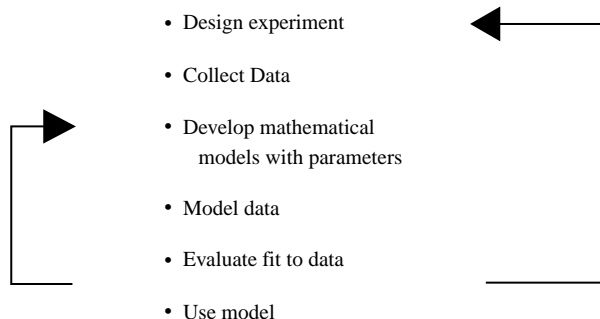 • Design experiment
• Collect Data
• Develop mathematical
models with parameters
• Model data
• Evaluate fit to data
• Use model